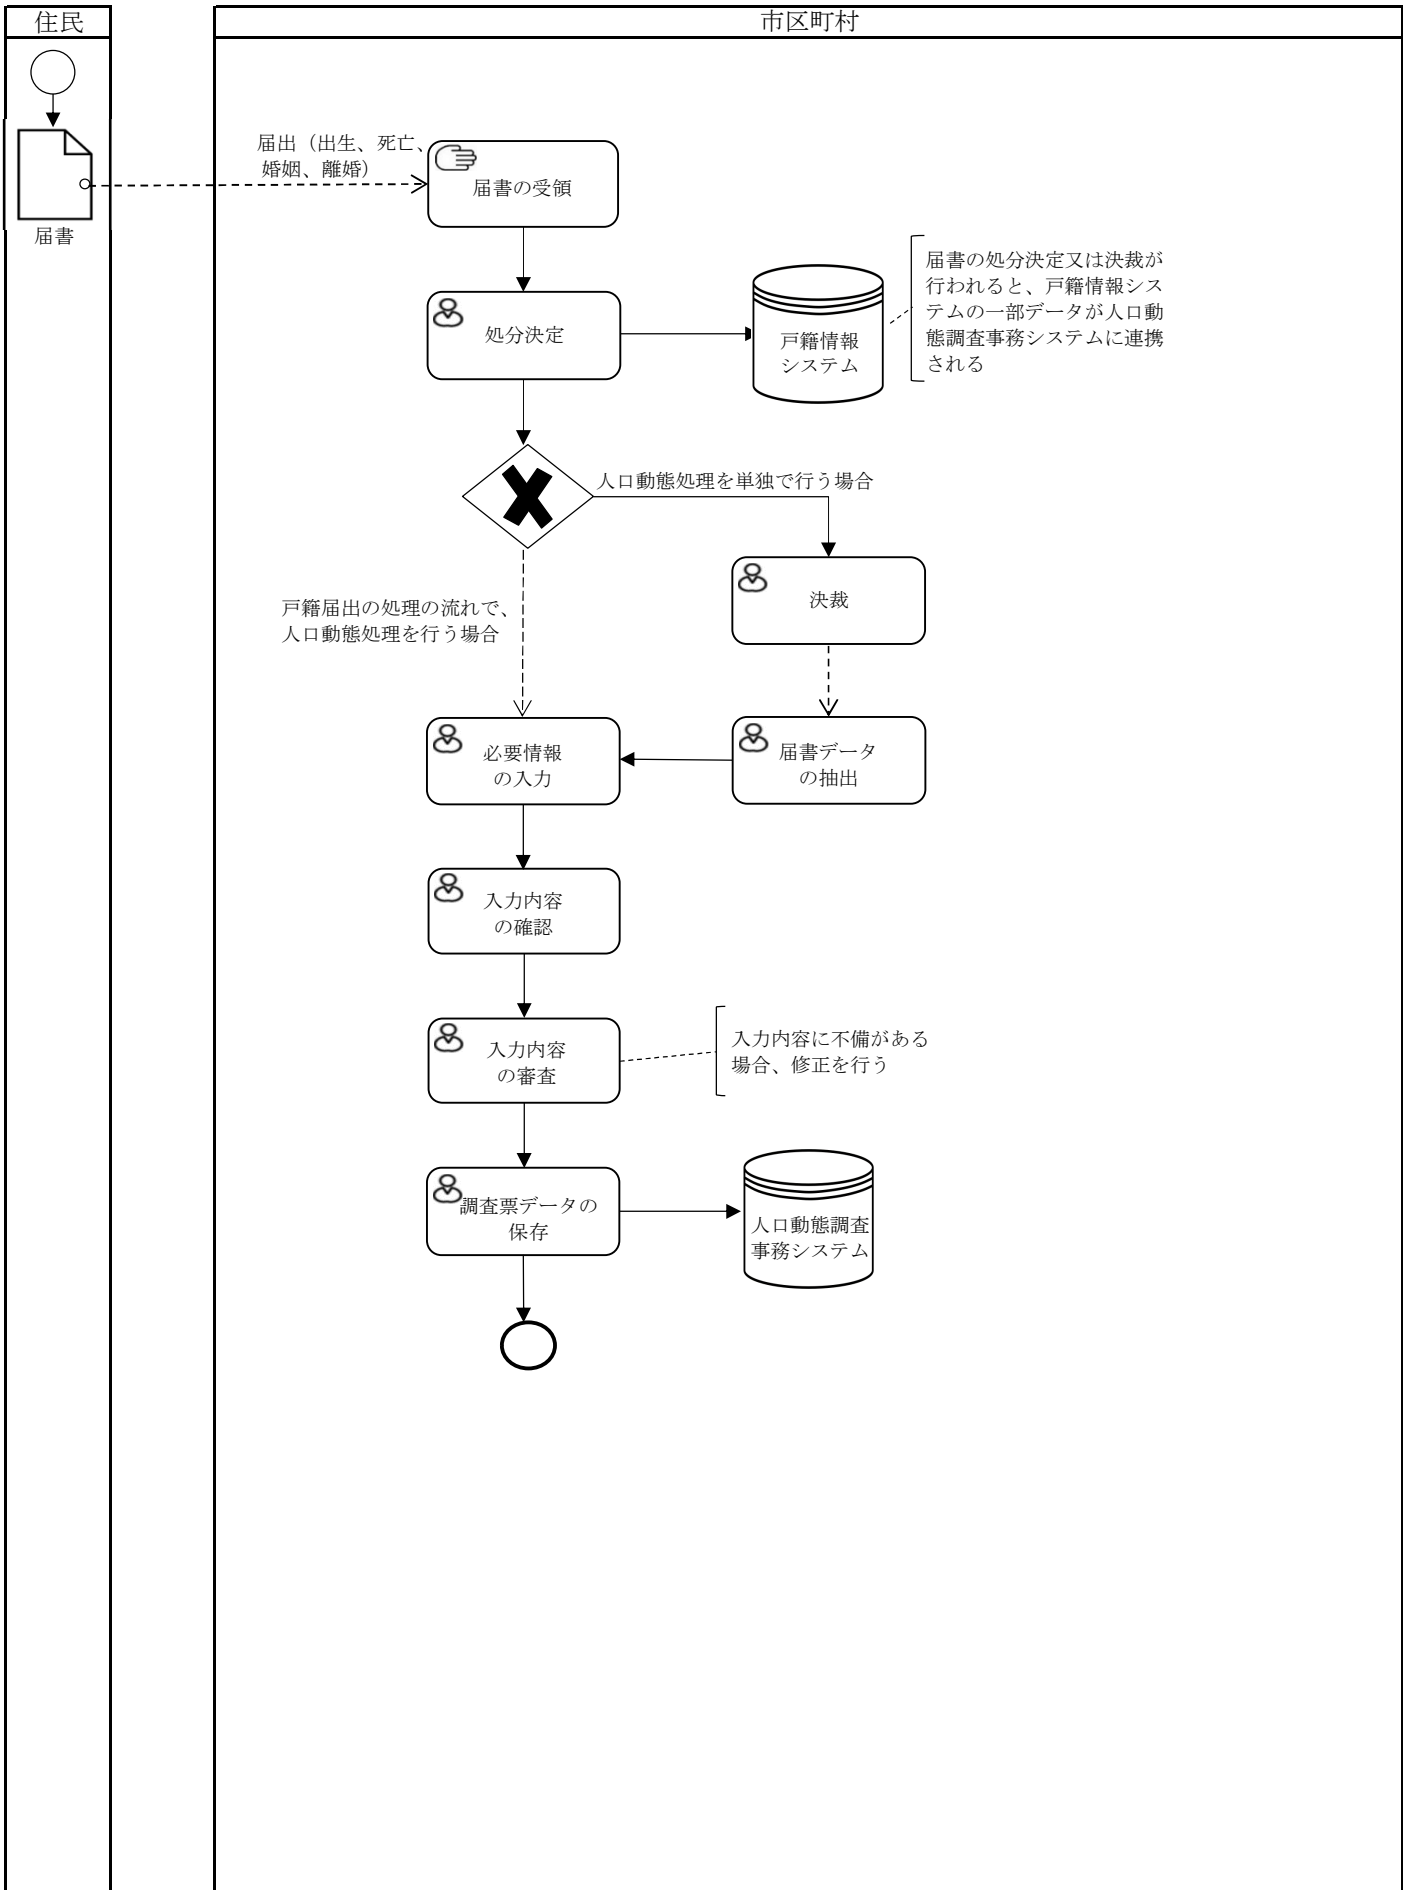 住民
市区町村
届出（出生、死亡、
婚姻、離婚）
届書の受領
届書
届書の処分決定又は決裁が
行われると、戸籍情報シス
テムの一部データが人口動
態調査事務システムに連携
される
処分決定
戸籍情報
システム
人口動態処理を単独で行う場合
戸籍届出の処理の流れで、
人口動態処理を行う場合
決裁
必要情報
の入力
届書データ
の抽出
入力内容
の確認
入力内容
の審査
入力内容に不備がある
場合、修正を行う
調査票データの
保存
人口動態調査
事務システム